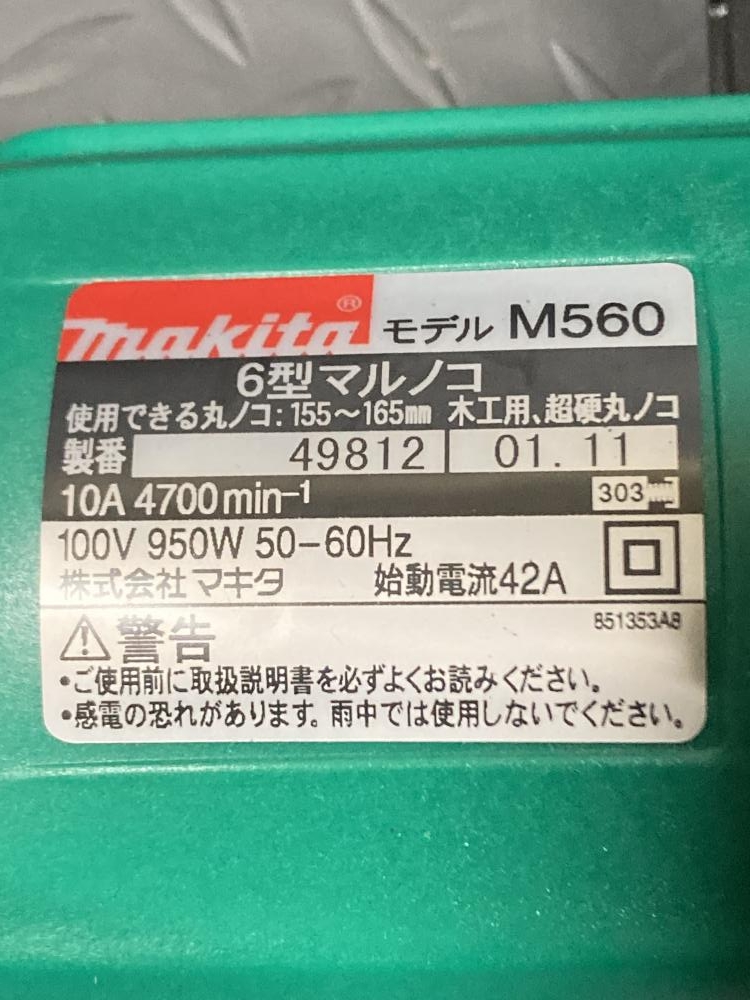 makita® モデル M560
6型マルノコ
使用できる丸ノコ:155～165mm 木工用、超硬丸ノコ
製番 49812 01.11
10A 4700min⁻¹ 303
100V 950W 50-60Hz
株式会社マキタ 始動電流42A
851353A8
警告
•ご使用前に取扱説明書を必ずよくお読みください。
•感電の恐れがあります。雨中では使用しないでください。